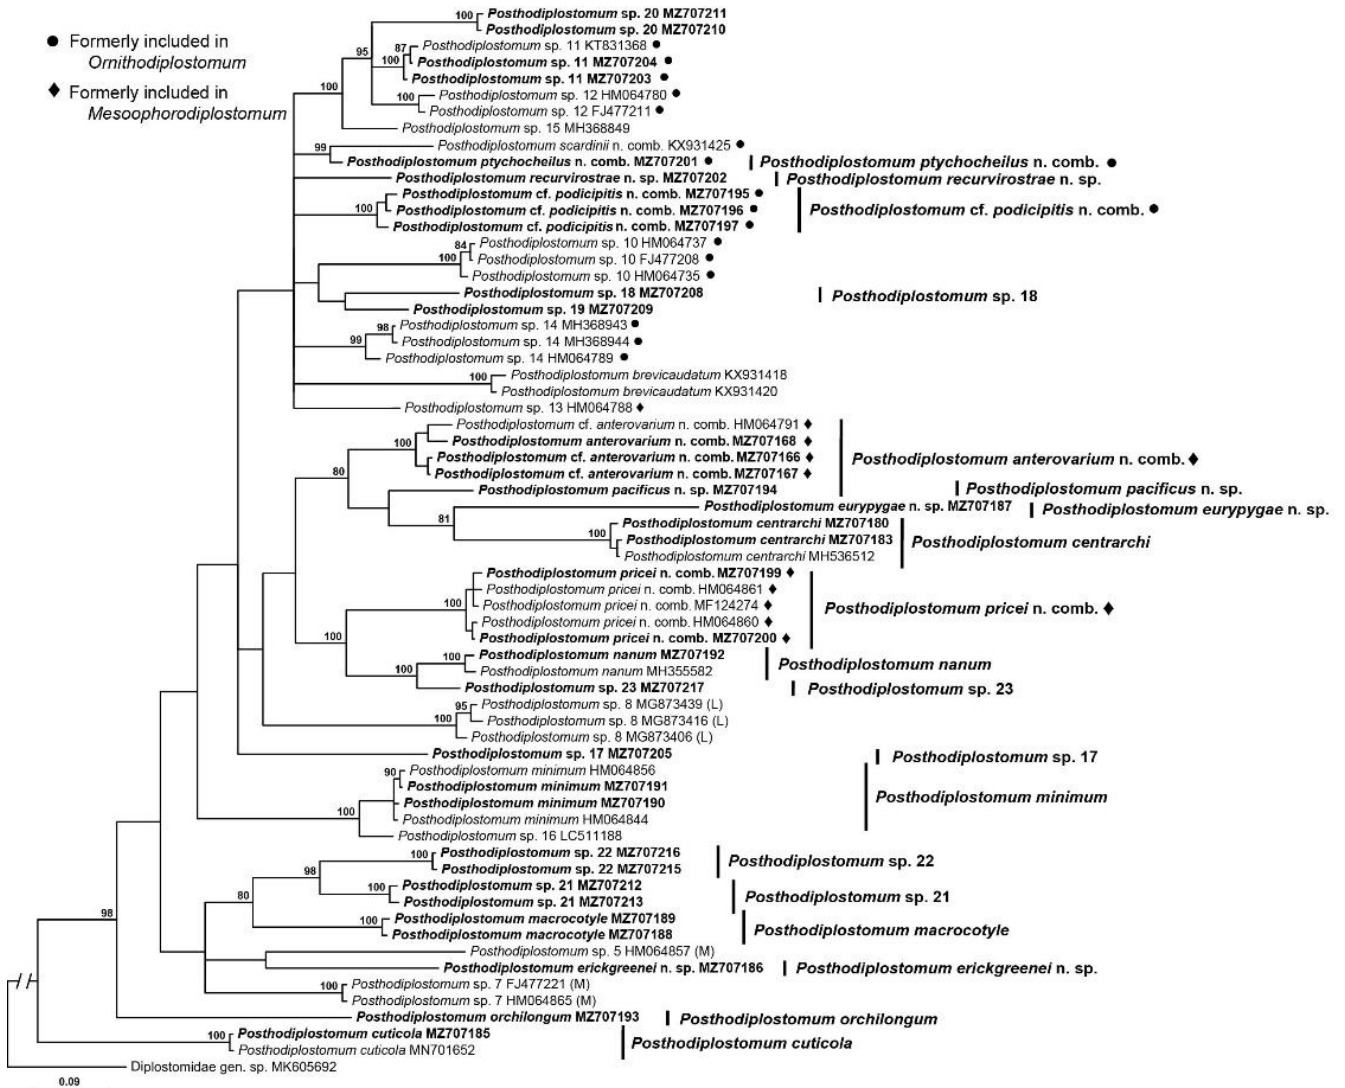 ● Formerly included in
Ornithodiplostomum
♦ Formerly included in
Mesoophorodiplostomum
100
Posthodiplostomum sp. 20 MZ707211
Posthodiplostomum sp. 20 MZ707210
95
87
Posthodiplostomum sp. 11 KT831368 ●
100
Posthodiplostomum sp. 11 MZ707204 ●
Posthodiplostomum sp. 11 MZ707203 ●
100
100
Posthodiplostomum sp. 12 HM064780 ●
Posthodiplostomum sp. 12 FJ477211 ●
Posthodiplostomum sp. 15 MH368849
99
Posthodiplostomum scardinii n. comb. KX931425 ●
Posthodiplostomum ptychocheilus n. comb. MZ707201 ●
Posthodiplostomum ptychocheilus n. comb. ●
Posthodiplostomum recurvirostrae n. sp. MZ707202
Posthodiplostomum recurvirostrae n. sp.
Posthodiplostomum cf. podicipitis n. comb. MZ707195 ●
100
Posthodiplostomum cf. podicipitis n. comb. MZ707196 ●
Posthodiplostomum cf. podicipitis n. comb. ●
Posthodiplostomum cf. podicipitis n. comb. MZ707197 ●
84
Posthodiplostomum sp. 10 HM064737 ●
100
Posthodiplostomum sp. 10 FJ477208 ●
Posthodiplostomum sp. 10 HM064735 ●
Posthodiplostomum sp. 18 MZ707208
Posthodiplostomum sp. 18
Posthodiplostomum sp. 19 MZ707209
98
Posthodiplostomum sp. 14 MH368943 ●
99
Posthodiplostomum sp. 14 MH368944 ●
Posthodiplostomum sp. 14 HM064789 ●
100
Posthodiplostomum brevicaudatum KX931418
Posthodiplostomum brevicaudatum KX931420
Posthodiplostomum sp. 13 HM064788 ♦
Posthodiplostomum cf. anterovarium n. comb. HM064791 ♦
100
Posthodiplostomum anterovarium n. comb. MZ707168 ♦
Posthodiplostomum cf. anterovarium n. comb. MZ707166 ♦
Posthodiplostomum anterovarium n. comb. ♦
80
Posthodiplostomum cf. anterovarium n. comb. MZ707167 ♦
Posthodiplostomum pacificus n. sp. MZ707194
Posthodiplostomum pacificus n. sp.
Posthodiplostomum eurypygae n. sp. MZ707187
Posthodiplostomum eurypygae n. sp.
81
Posthodiplostomum centrarchi MZ707180
100
Posthodiplostomum centrarchi MZ707183
Posthodiplostomum centrarchi
Posthodiplostomum centrarchi MH536512
Posthodiplostomum pricei n. comb. MZ707199 ♦
Posthodiplostomum pricei n. comb. HM064861 ♦
100
Posthodiplostomum pricei n. comb. MF124274 ♦
Posthodiplostomum pricei n. comb. ♦
Posthodiplostomum pricei n. comb. HM064860 ♦
100
Posthodiplostomum pricei n. comb. MZ707200 ♦
100
Posthodiplostomum nanum MZ707192
Posthodiplostomum nanum
100
Posthodiplostomum nanum MH355582
Posthodiplostomum sp. 23 MZ707217
Posthodiplostomum sp. 23
95
Posthodiplostomum sp. 8 MG873439 (L)
100
Posthodiplostomum sp. 8 MG873416 (L)
Posthodiplostomum sp. 8 MG873406 (L)
Posthodiplostomum sp. 17 MZ707205
Posthodiplostomum sp. 17
90
Posthodiplostomum minimum HM064856
Posthodiplostomum minimum MZ707191
Posthodiplostomum minimum
100
Posthodiplostomum minimum MZ707190
Posthodiplostomum minimum HM064844
Posthodiplostomum sp. 16 LC511188
100
Posthodiplostomum sp. 22 MZ707216
Posthodiplostomum sp. 22
98
Posthodiplostomum sp. 22 MZ707215
100
Posthodiplostomum sp. 21 MZ707212
Posthodiplostomum sp. 21
80
Posthodiplostomum sp. 21 MZ707213
100
Posthodiplostomum macrocotyle MZ707189
Posthodiplostomum macrocotyle
Posthodiplostomum macrocotyle MZ707188
98
Posthodiplostomum sp. 5 HM064857 (M)
Posthodiplostomum erickgreenei n. sp. MZ707186
Posthodiplostomum erickgreenei n. sp.
100
Posthodiplostomum sp. 7 FJ477221 (M)
Posthodiplostomum sp. 7 HM064865 (M)
Posthodiplostomum orchilongum MZ707193
Posthodiplostomum orchilongum
100
Posthodiplostomum cuticola MZ707185
Posthodiplostomum cuticola
Posthodiplostomum cuticola MN701652
Diplostomidae gen. sp. MK605692
0.09